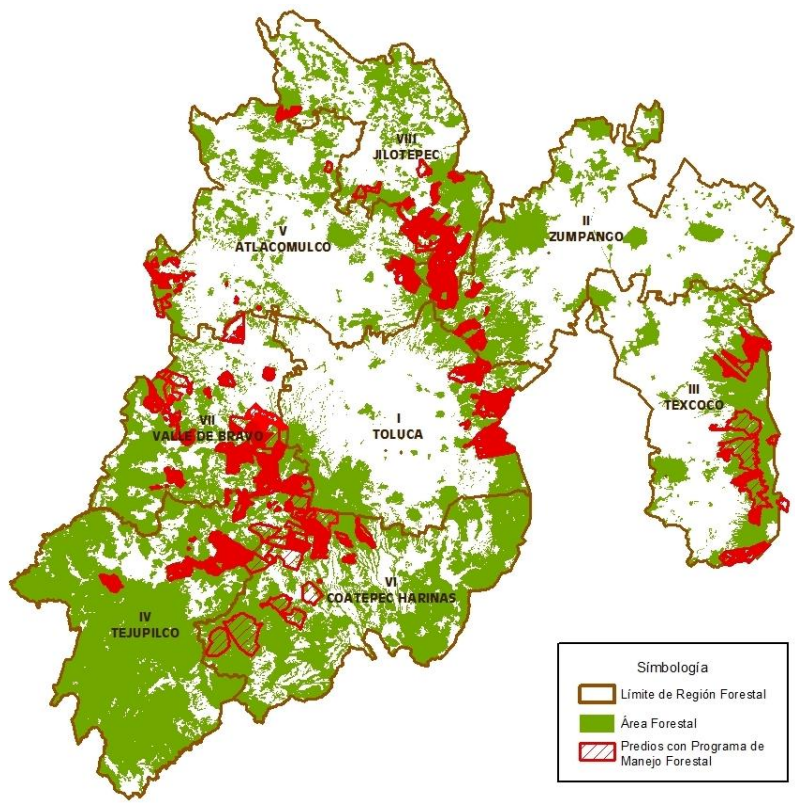 VIII
JILOTEPEC
II
ZUMPANGO
V
ATLACOMULCO
III
TEXCOCO
I
TOLUCA
VII
VALLE DE BRAVO
VI
COATEPEC HARINAS
IV
TEJUPILCO
Símbología
Límite de Región Forestal
Área Forestal
Predios con Programa de
Manejo Forestal